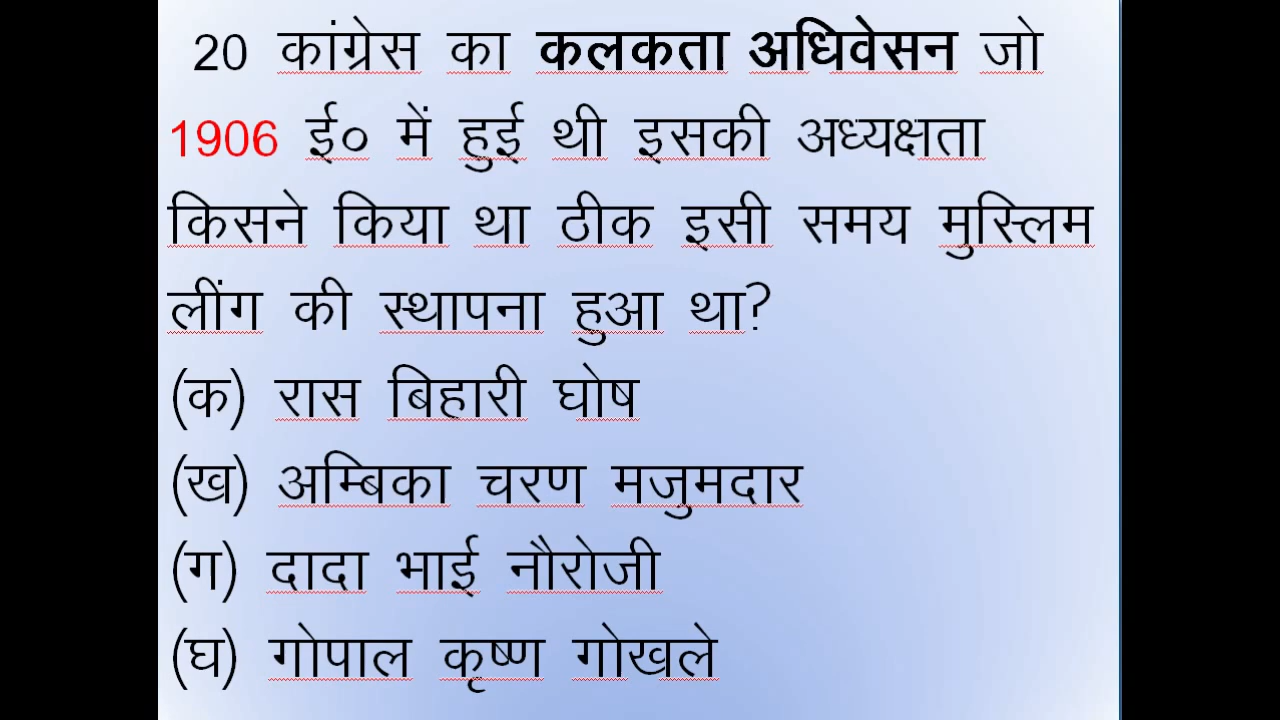 20 कांग्रेस का कलकता अधिवेसन जो
1906 ई० में हुई थी इसकी अध्यक्षता
किसने किया था ठीक इसी समय मुस्लिम
लींग की स्थापना हुआ था?
(क) रास बिहारी घोष
(ख) अम्बिका चरण मजुमदार
(ग) दादा भाई नौरोजी
(घ) गोपाल कृष्ण गोखले